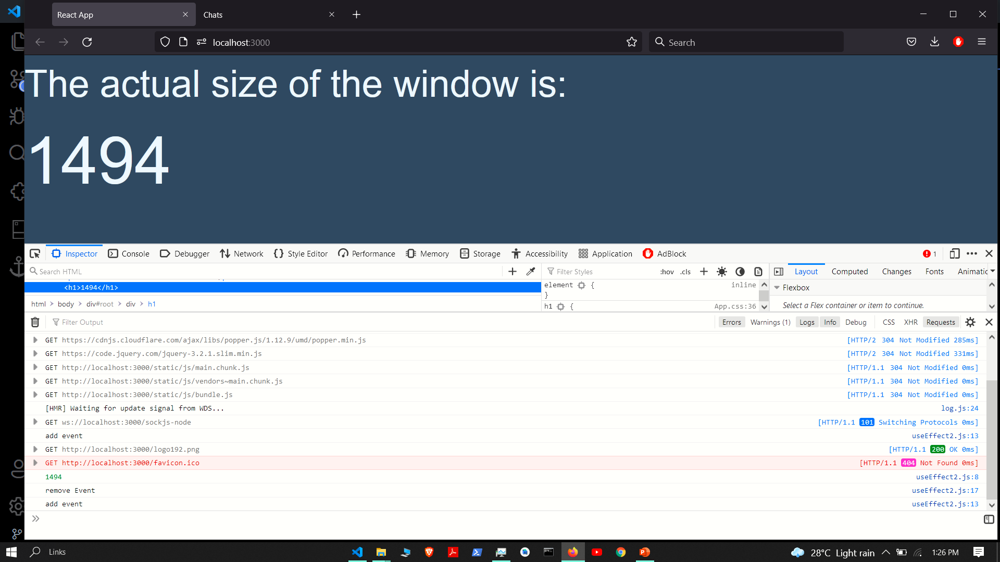 React App
Chats
localhost:3000
Search
The actual size of the window is:
1494
Inspector Console Debugger Network Style Editor Performance Memory Storage Accessibility Application AdBlock 1
Search HTML
Filter Styles :hov .cls
Layout Computed Changes Fonts Animatic
<h1>1494</h1>
element { inline
}
h1 { App.css:36
Flexbox
Select a Flex container or item to continue.
html body div#root div h1
Filter Output Errors Warnings (1) Logs Info Debug CSS XHR Requests
GET https://cdnjs.cloudflare.com/ajax/libs/popper.js/1.12.9/umd/popper.min.js [HTTP/2 304 Not Modified 285ms]
GET https://code.jquery.com/jquery-3.2.1.slim.min.js [HTTP/2 304 Not Modified 331ms]
GET http://localhost:3000/static/js/main.chunk.js [HTTP/1.1 304 Not Modified 0ms]
GET http://localhost:3000/static/js/vendors~main.chunk.js [HTTP/1.1 304 Not Modified 0ms]
GET http://localhost:3000/static/js/bundle.js [HTTP/1.1 304 Not Modified 0ms]
[HMR] Waiting for update signal from WDS... log.js:24
GET ws://localhost:3000/sockjs-node [HTTP/1.1 101 Switching Protocols 0ms]
add event useEffect2.js:13
GET http://localhost:3000/logo192.png [HTTP/1.1 200 OK 0ms]
GET http://localhost:3000/favicon.ico [HTTP/1.1 404 Not Found 0ms]
1494 useEffect2.js:8
remove Event useEffect2.js:17
add event useEffect2.js:13
Links
28°C Light rain 1:26 PM